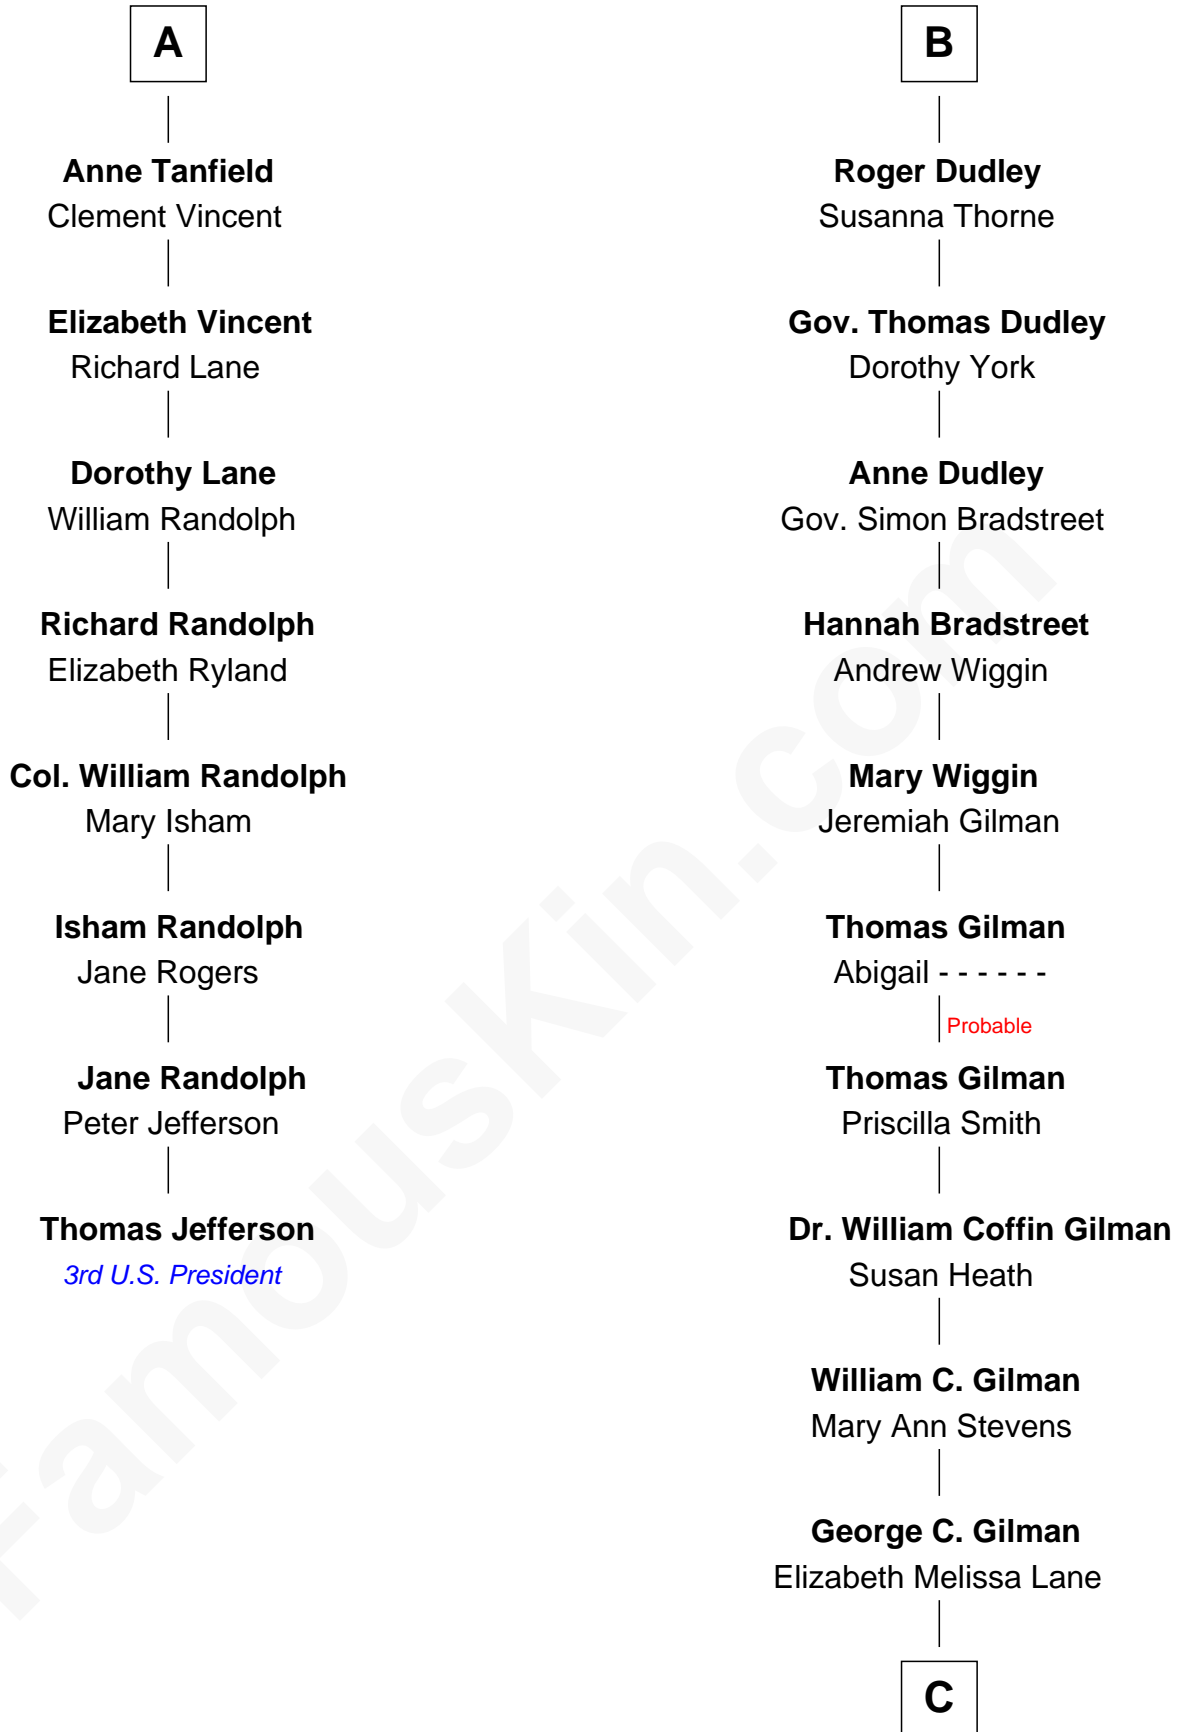 A
Anne Tanfield
Clement Vincent
Elizabeth Vincent
Richard Lane
Dorothy Lane
William Randolph
Richard Randolph
Elizabeth Ryland
Col. William Randolph
Mary Isham
Isham Randolph
Jane Rogers
Jane Randolph
Peter Jefferson
Thomas Jefferson
3rd U.S. President
B
Roger Dudley
Susanna Thorne
Gov. Thomas Dudley
Dorothy York
Anne Dudley
Gov. Simon Bradstreet
Hannah Bradstreet
Andrew Wiggin
Mary Wiggin
Jeremiah Gilman
Thomas Gilman
Abigail - - - - - -
Probable
Thomas Gilman
Priscilla Smith
Dr. William Coffin Gilman
Susan Heath
William C. Gilman
Mary Ann Stevens
George C. Gilman
Elizabeth Melissa Lane
C
FamousKin.com